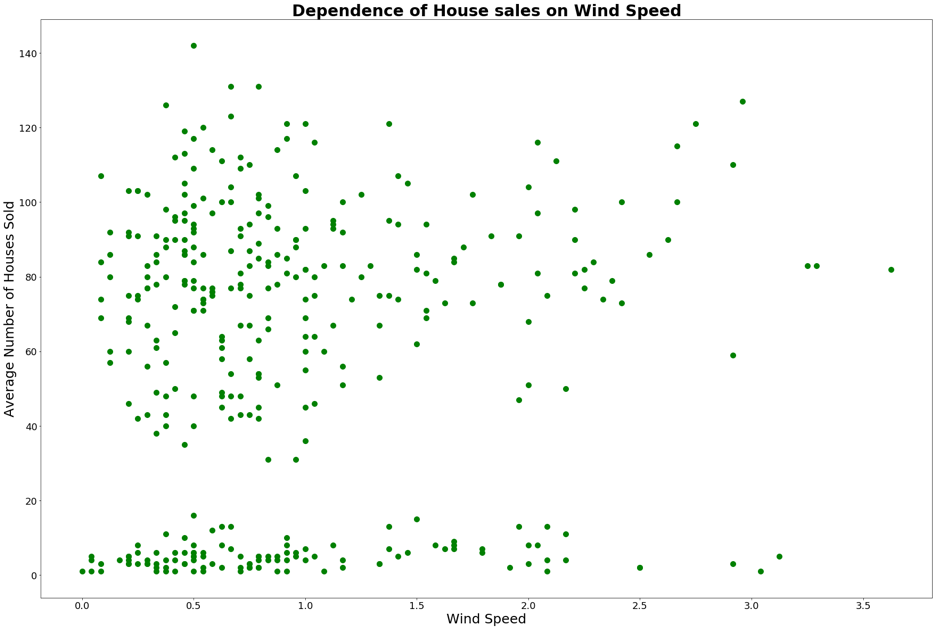 Dependence of House sales on Wind Speed
Average Number of Houses Sold
140
120
100
80
60
40
20
0
0.0 0.5 1.0 1.5 2.0 2.5 3.0 3.5
Wind Speed